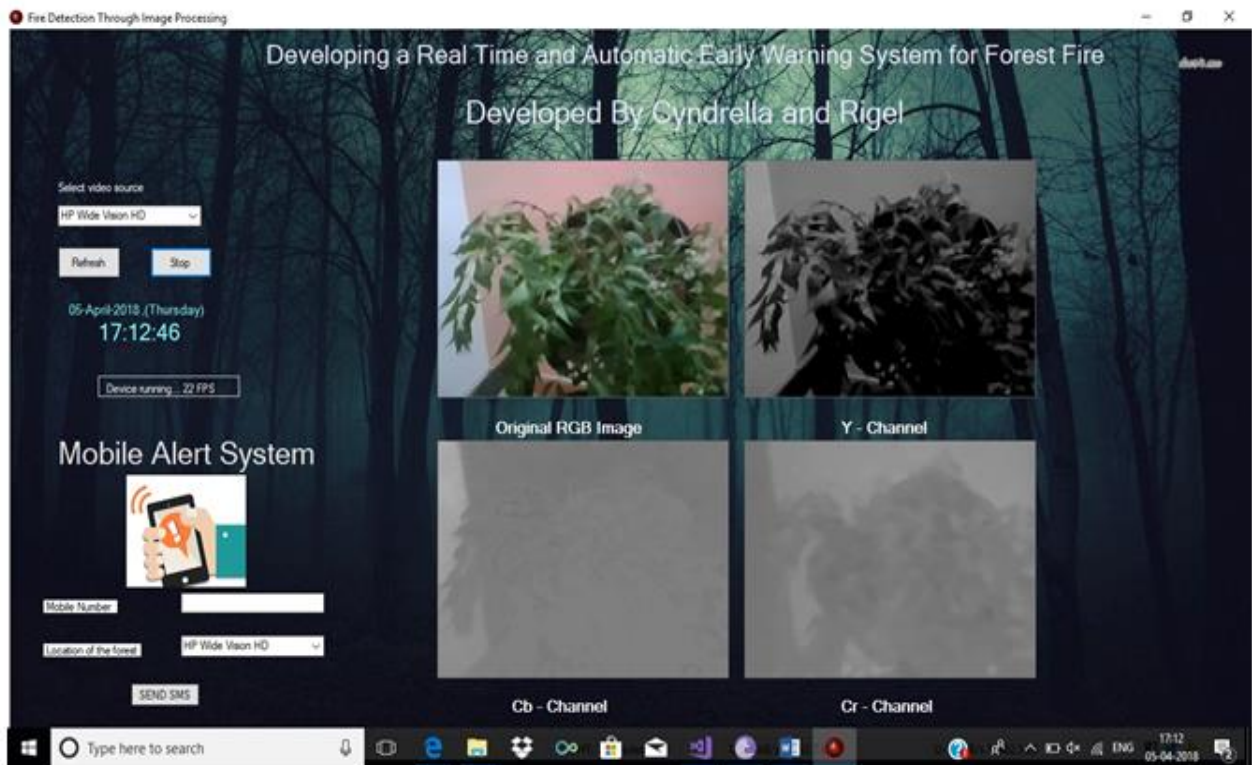 Fire Detection Through Image Processing
Developing a Real Time and Automatic Early Warning System for Forest Fire
Developed By Cyndrella and Rigel
Select video source
HP Wide Vision HD
Refresh
Stop
05-April-2018 ,(Thursday)
17:12:46
Device running... 22 FPS
Original RGB Image
Y - Channel
Mobile Alert System
Mobile Number
Location of the forest
HP Wide Vision HD
SEND SMS
Cb - Channel
Cr - Channel
Type here to search
ENG
17:12
05-04-2018
2